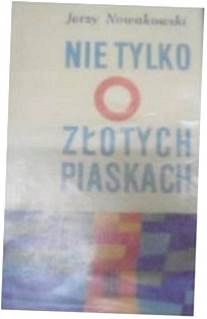 Jerzy Nowakowski
NIE TYLKO
O
ZŁOTYCH
PIASKACH